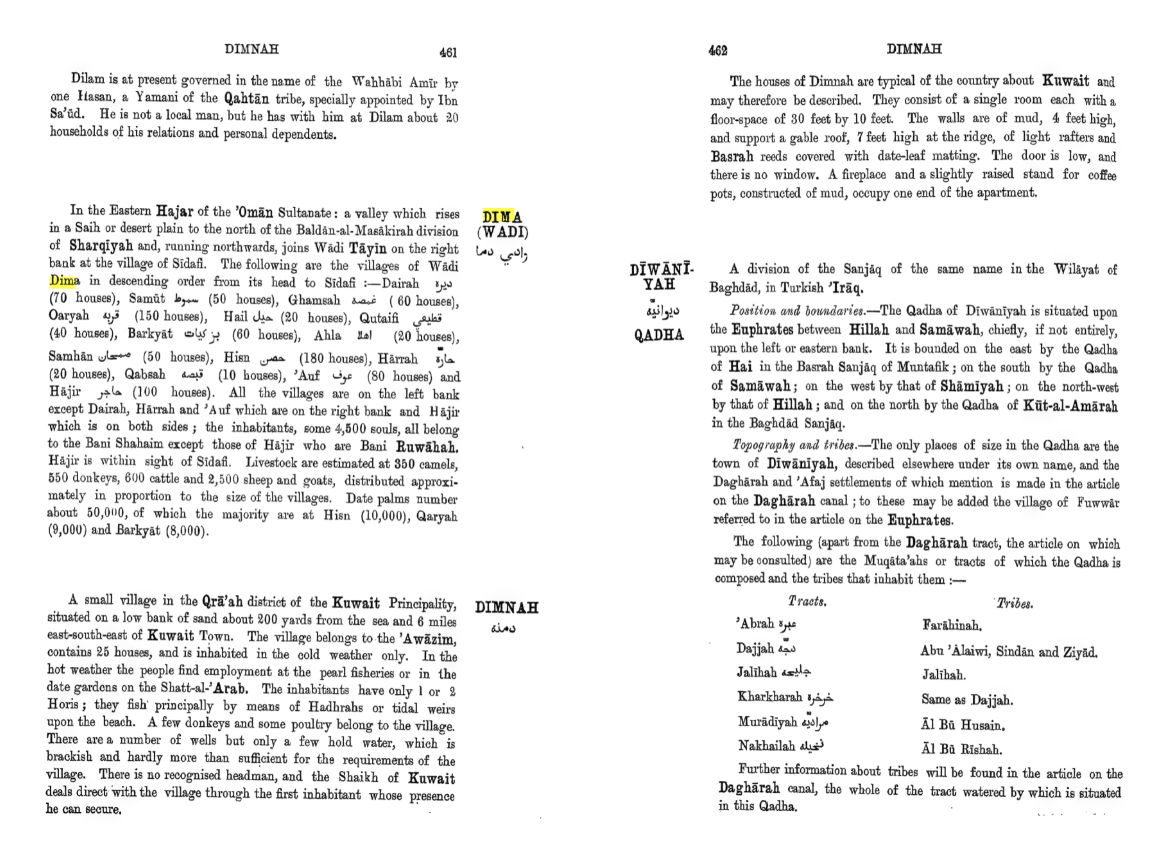 DIMNAH 461
Dilam is at present governed in the name of the Wahhābi Amīr by
one Hasan, a Yamani of the Qahtān tribe, specially appointed by Ibn
Sa'ūd. He is not a local man, but he has with him at Dilam about 20
households of his relations and personal dependents.
DIMA
(WADI)
وادي دما
In the Eastern Hajar of the 'Omān Sultanate: a valley which rises
in a Saih or desert plain to the north of the Baldān-al-Masākirah division
of Sharqīyah and, running northwards, joins Wādi Tāyīn on the right
bank at the village of Sīdafi. The following are the villages of Wādi
Dima in descending order from its head to Sīdafi :—Dairah ديرة
(70 houses), Samūt سموط (50 houses), Ghamsah غمصه ( 60 houses),
Oaryah قريه (150 houses), Hail حيل (20 houses), Qutaifi قطيفي
(40 houses), Barkyāt بركيات (60 houses), Ahla اهلا (20 houses),
Samhān سمحان (50 houses), Hisn حصن (180 houses), Hārrah حارّة
(20 houses), Qabsah قبصه (10 houses), 'Auf عوف (80 houses) and
Hājir حاجر (100 houses). All the villages are on the left bank
except Dairah, Hārrah and 'Auf which are on the right bank and Hājir
which is on both sides ; the inhabitants, some 4,500 souls, all belong
to the Bani Shahaim except those of Hājir who are Bani Ruwāhah.
Hājir is within sight of Sīdafi. Livestock are estimated at 350 camels,
550 donkeys, 600 cattle and 2,500 sheep and goats, distributed approxi-
mately in proportion to the size of the villages. Date palms number
about 50,000, of which the majority are at Hisn (10,000), Qaryah
(9,000) and Barkyāt (8,000).
DIMNAH
دمنه
A small village in the Qrā'ah district of the Kuwait Principality,
situated on a low bank of sand about 200 yards from the sea and 6 miles
east-south-east of Kuwait Town. The village belongs to the 'Awāzim,
contains 25 houses, and is inhabited in the cold weather only. In the
hot weather the people find employment at the pearl fisheries or in the
date gardens on the Shatt-al-'Arab. The inhabitants have only 1 or 2
Horis ; they fish principally by means of Hadhrahs or tidal weirs
upon the beach. A few donkeys and some poultry belong to the village.
There are a number of wells but only a few hold water, which is
brackish and hardly more than sufficient for the requirements of the
village. There is no recognised headman, and the Shaikh of Kuwait
deals direct with the village through the first inhabitant whose presence
he can secure.
462 DIMNAH
The houses of Dimnah are typical of the country about Kuwait and
may therefore be described. They consist of a single room each with a
floor-space of 30 feet by 10 feet. The walls are of mud, 4 feet high,
and support a gable roof, 7 feet high at the ridge, of light rafters and
Basrah reeds covered with date-leaf matting. The door is low, and
there is no window. A fireplace and a slightly raised stand for coffee
pots, constructed of mud, occupy one end of the apartment.
DĪWĀNĪ-
YAH
ديوانيّة
QADHA
A division of the Sanjāq of the same name in the Wilāyat of
Baghdād, in Turkish 'Irāq.
Position and boundaries.—The Qadha of Dīwānīyah is situated upon
the Euphrates between Hillah and Samāwah, chiefly, if not entirely,
upon the left or eastern bank. It is bounded on the east by the Qadha
of Hai in the Basrah Sanjāq of Muntafik ; on the south by the Qadha
of Samāwah; on the west by that of Shāmīyah ; on the north-west
by that of Hillah ; and on the north by the Qadha of Kūt-al-Amārah
in the Baghdād Sanjāq.
Topography and tribes.—The only places of size in the Qadha are the
town of Dīwānīyah, described elsewhere under its own name, and the
Daghārah and 'Afaj settlements of which mention is made in the article
on the Daghārah canal ; to these may be added the village of Fuwwār
referred to in the article on the Euphrates.
The following (apart from the Daghārah tract, the article on which
may be consulted) are the Muqāta'ahs or tracts of which the Qadha is
composed and the tribes that inhabit them :—
Tracts. Tribes.
'Abrah عبرة Farāhinah.
Dajjah دجّة Abu 'Alaiwi, Sindān and Ziyād.
Jalīhah جليحه Jalīhah.
Kharkharah خرخرة Same as Dajjah.
Murādīyah مراديّة Āl Bū Husain.
Nakhailah نخيله Āl Bū Rīshah.
Further information about tribes will be found in the article on the
Daghārah canal, the whole of the tract watered by which is situated
in this Qadha.